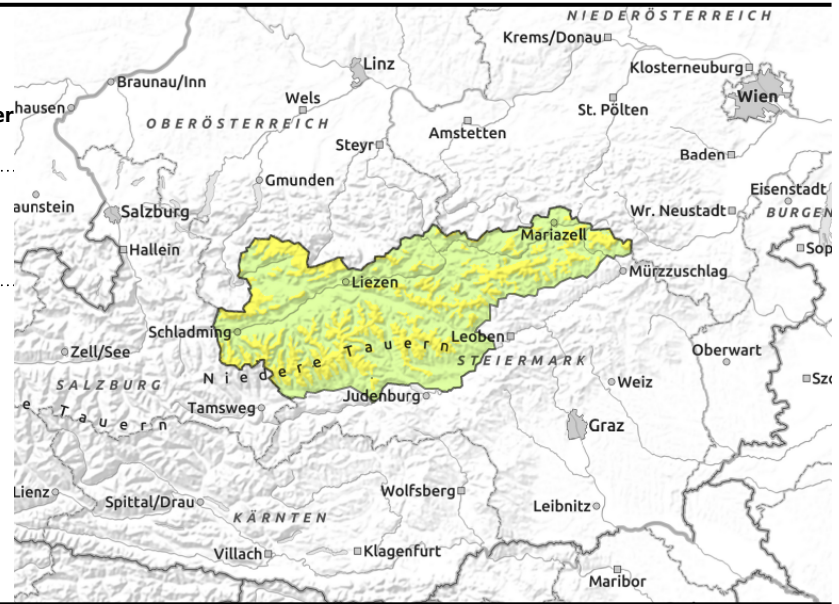 NIEDERÖSTERREICH
Krems/Donau
Linz
Klosterneuburg
Braunau/Inn
Wien
Wels
hausen
er
St. Pölten
OBERÖSTERREICH
Amstetten
Steyr
Baden
Gmunden
Eisenstadt
aunstein
Salzburg
Wr. Neustadt
BURGEN
Mariazell
Hallein
Sop
Mürzzuschlag
Liezen
Schladming
Leoben
Zell/See
Niedere Tauern
STEIERMARK
Oberwart
SALZBURG
Weiz
Szo
Judenburg
Tamsweg
e Tauern
Graz
Lienz
Wolfsberg
Spittal/Drau
Leibnitz
KÄRNTEN
Villach
Klagenfurt
Maribor